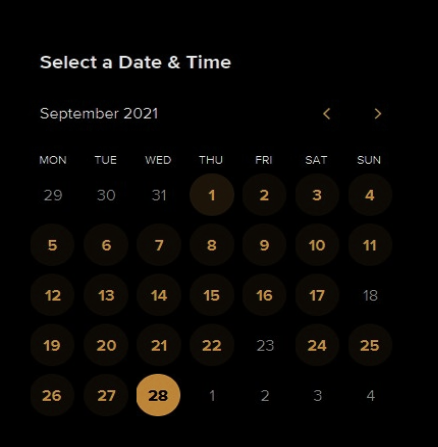 Select a Date & Time
September 2021 < >
MON TUE WED THU FRI SAT SUN
29 30 31 1 2 3 4
5 6 7 8 9 10 11
12 13 14 15 16 17 18
19 20 21 22 23 24 25
26 27 28 1 2 3 4